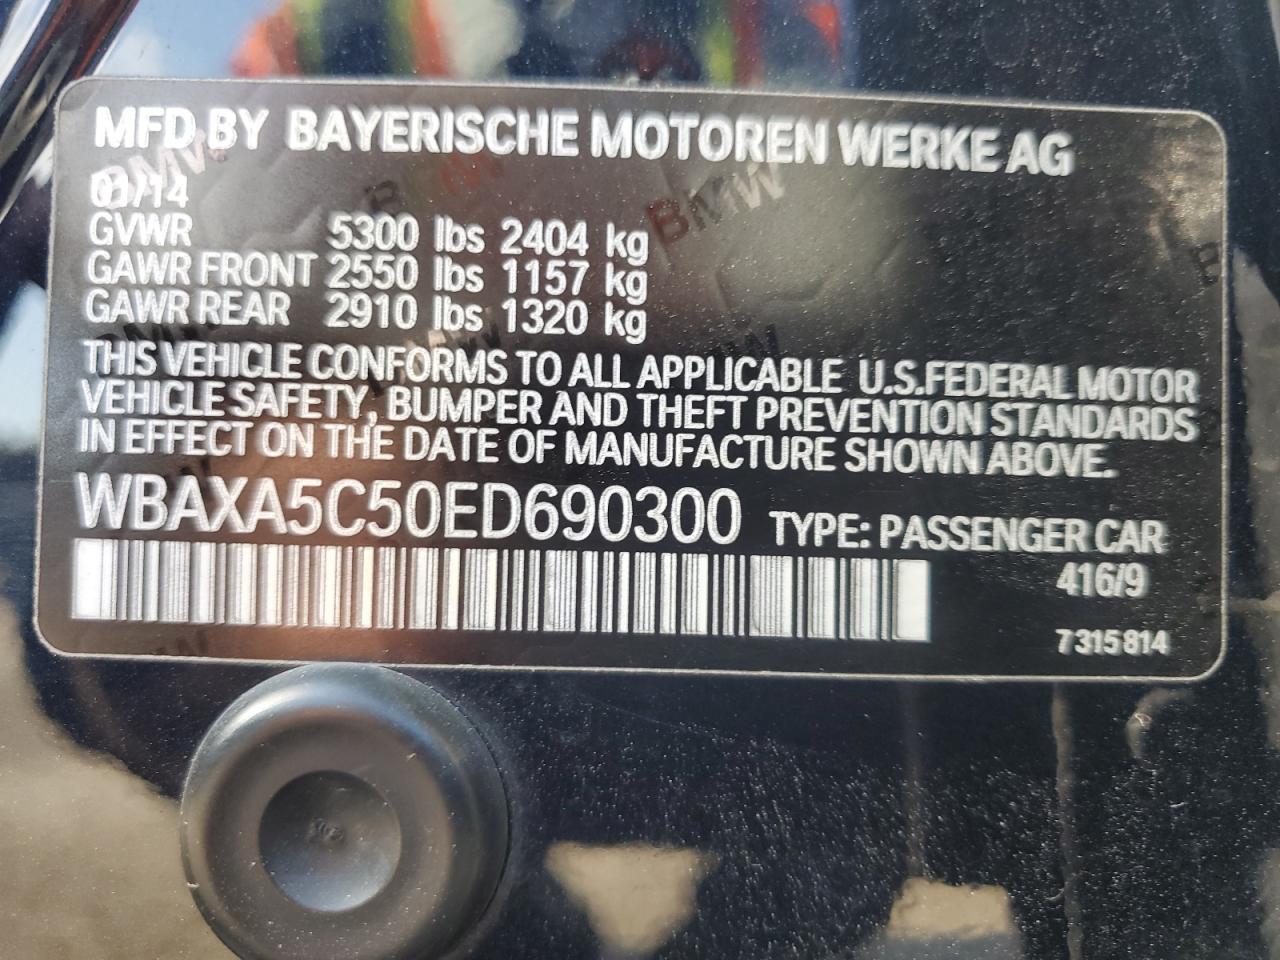 MFD BY BAYERISCHE MOTOREN WERKE AG
GVWR 5300 lbs 2404 kg
GAWR FRONT 2550 lbs 1157 kg
GAWR REAR 2910 lbs 1320 kg
THIS VEHICLE CONFORMS TO ALL APPLICABLE U.S.FEDERAL MOTOR
VEHICLE SAFETY, BUMPER AND THEFT PREVENTION STANDARDS
IN EFFECT ON THE DATE OF MANUFACTURE SHOWN ABOVE.
WBAXA5C50ED690300 TYPE: PASSENGER CAR
416/9
7315814